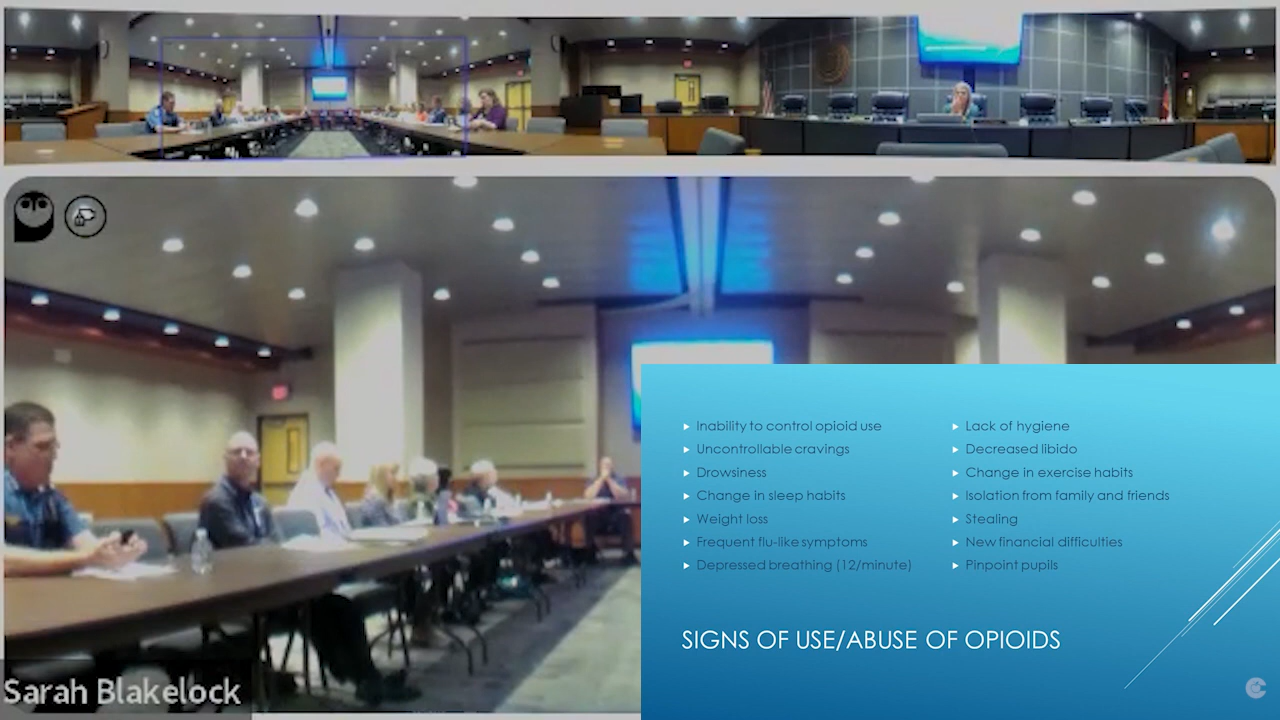 Inability to control opioid use
Uncontrollable cravings
Drowsiness
Change in sleep habits
Weight loss
Frequent flu-like symptoms
Depressed breathing (12/minute)
Lack of hygiene
Decreased libido
Change in exercise habits
Isolation from family and friends
Stealing
New financial difficulties
Pinpoint pupils
SIGNS OF USE/ABUSE OF OPIOIDS
Sarah Blakelock